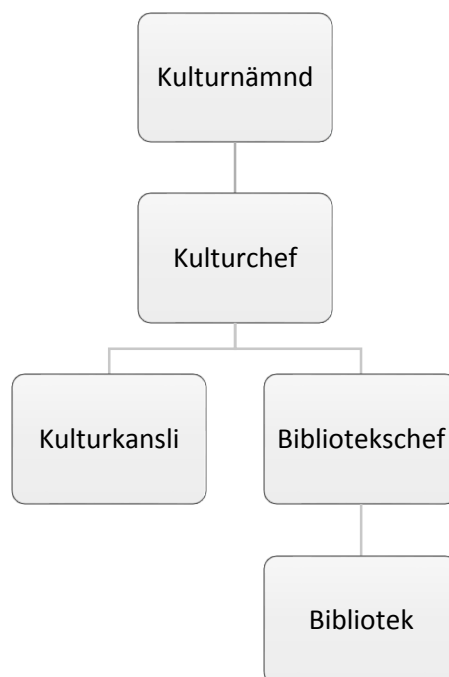 Kulturnämnd
Kulturchef
Kulturkansli
Bibliotekschef
Bibliotek